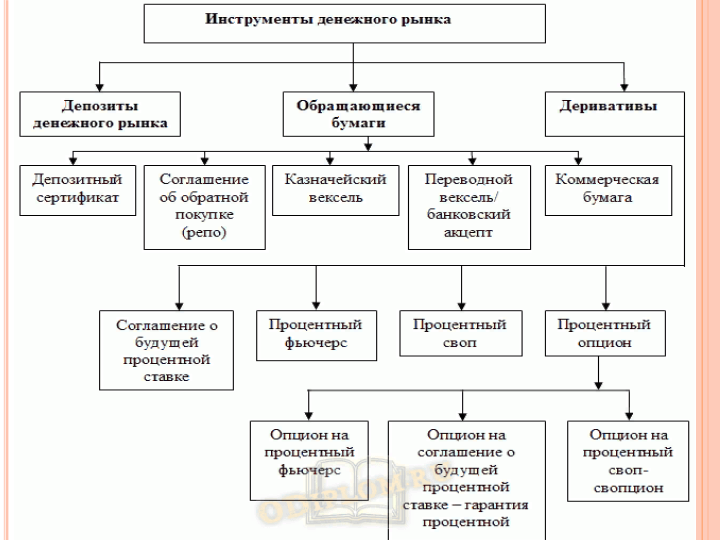 Инструменты денежного рынка
Депозиты
денежного рынка
Обращающиеся
бумаги
Деривативы
Депозитный
сертификат
Соглашение
об обратной
покупке
(репо)
Казначейский
вексель
Переводной
вексель/
банковский
акцепт
Коммерческая
бумага
Соглашение о
будущей
процентной
ставке
Процентный
фьючерс
Процентный
своп
Процентный
опцион
Опцион на
процентный
фьючерс
Опцион на
соглашение о
будущей
процентной
ставке – гарантия
процентной
Опцион на
процентный
своп-
свопцион
ODIPLOM.RU